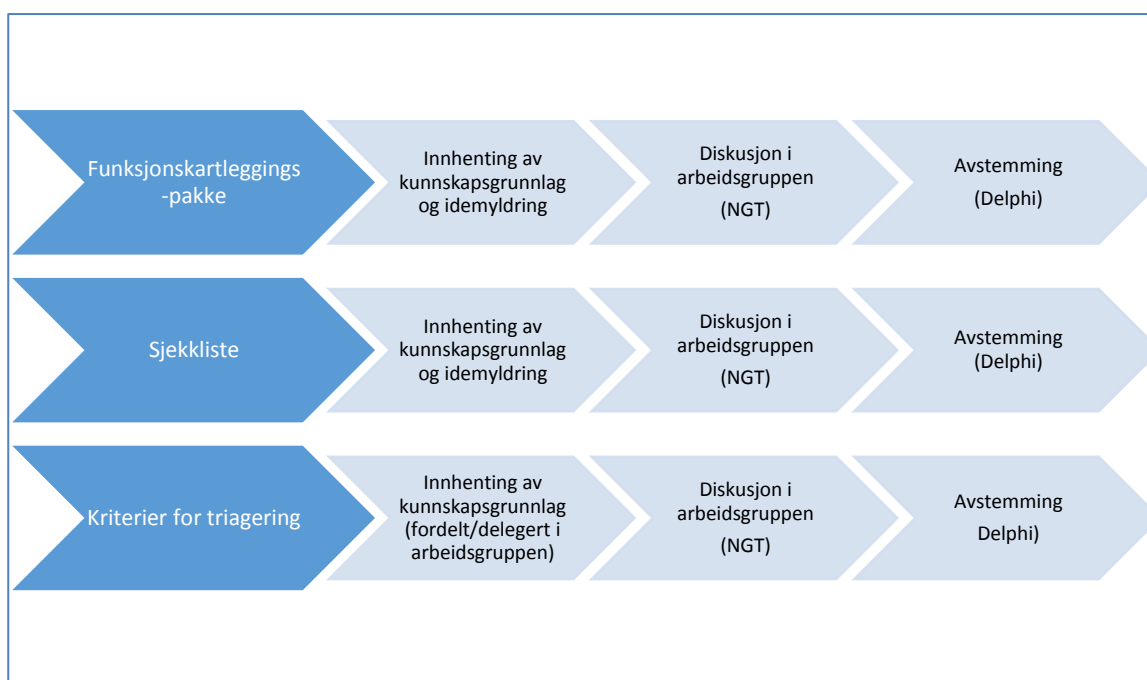 Funksjonskartleggings
-pakke
Innhenting av
kunnskapsgrunnlag
og idemyldring
Diskusjon i
arbeidsgruppen
(NGT)
Avstemming
(Delphi)
Sjekkliste
Innhenting av
kunnskapsgrunnlag
og idemyldring
Diskusjon i
arbeidsgruppen
(NGT)
Avstemming
(Delphi)
Kriterier for triagering
Innhenting av
kunnskapsgrunnlag
(fordelt/delegert i
arbeidsgruppen)
Diskusjon i
arbeidsgruppen
(NGT)
Avstemming
Delphi)